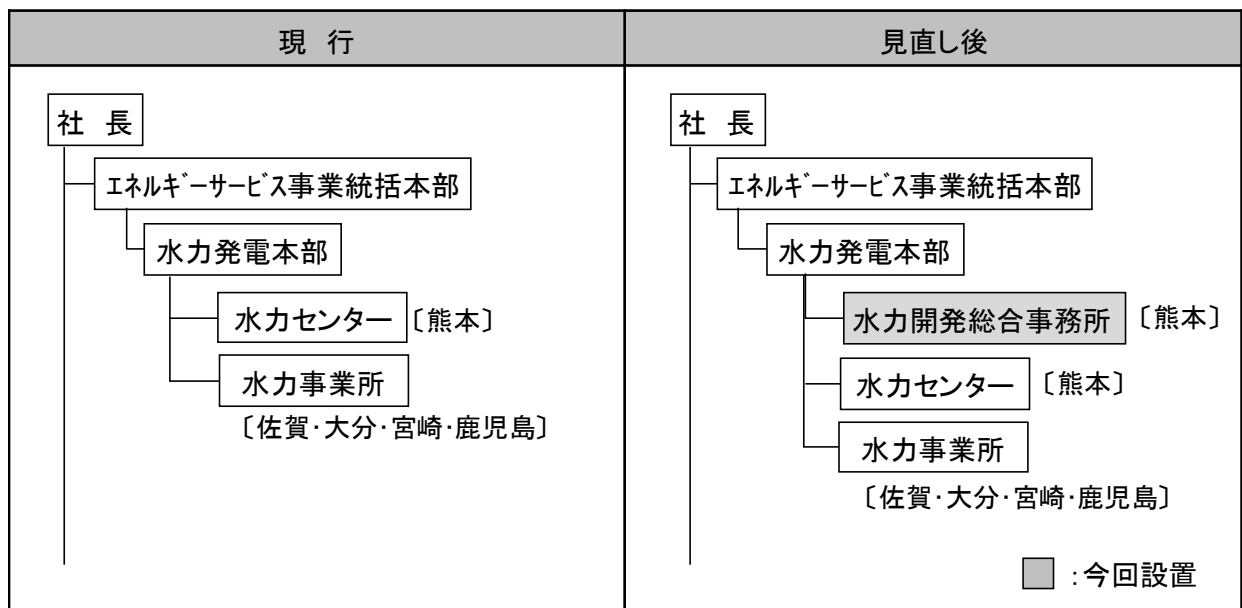 現 行
社 長
ｴﾈﾙｷﾞｰｻｰﾋﾞｽ事業統括本部
水力発電本部
水力センター 〔熊本〕
水力事業所
〔佐賀・大分・宮崎・鹿児島〕
見直し後
社 長
ｴﾈﾙｷﾞｰｻｰﾋﾞｽ事業統括本部
水力発電本部
水力開発総合事務所 〔熊本〕
水力センター 〔熊本〕
水力事業所
〔佐賀・大分・宮崎・鹿児島〕
：今回設置